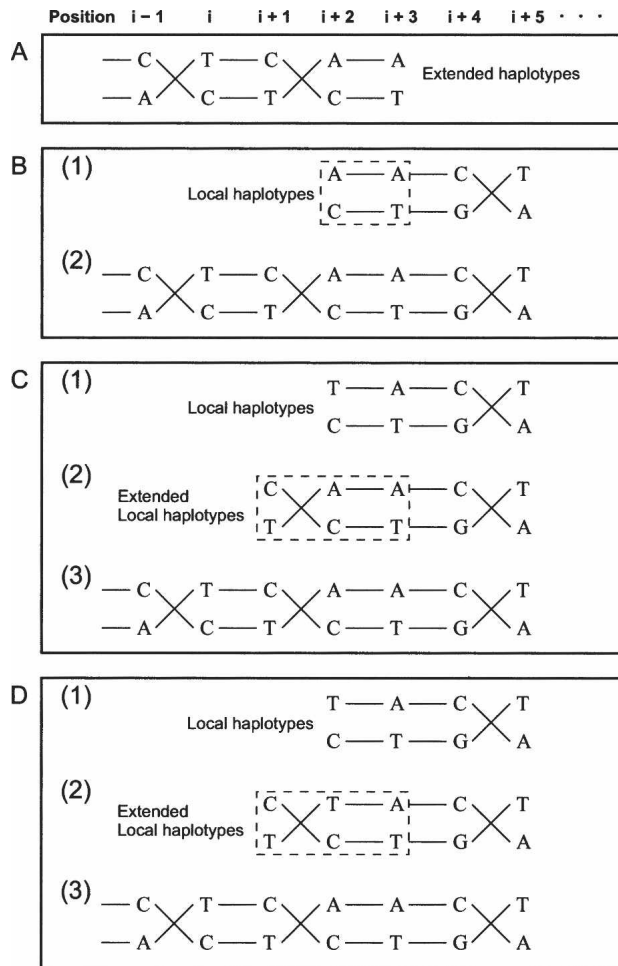 Position i − 1 i i + 1 i + 2 i + 3 i + 4 i + 5 · · · ·
A
C T C A A
Extended haplotypes
A C T C T
B
(1)
A A C T
Local haplotypes
C T G A
(2)
C T C A A C T
A C T C T G A
C
(1)
T A C T
Local haplotypes
C T G A
(2)
C A A C T
Extended
Local haplotypes
T C T G A
(3)
C T C A A C T
A C T C T G A
D
(1)
T A C T
Local haplotypes
C T G A
(2)
C T A C T
Extended
Local haplotypes
T C T G A
(3)
C T C A A C T
A C T C T G A